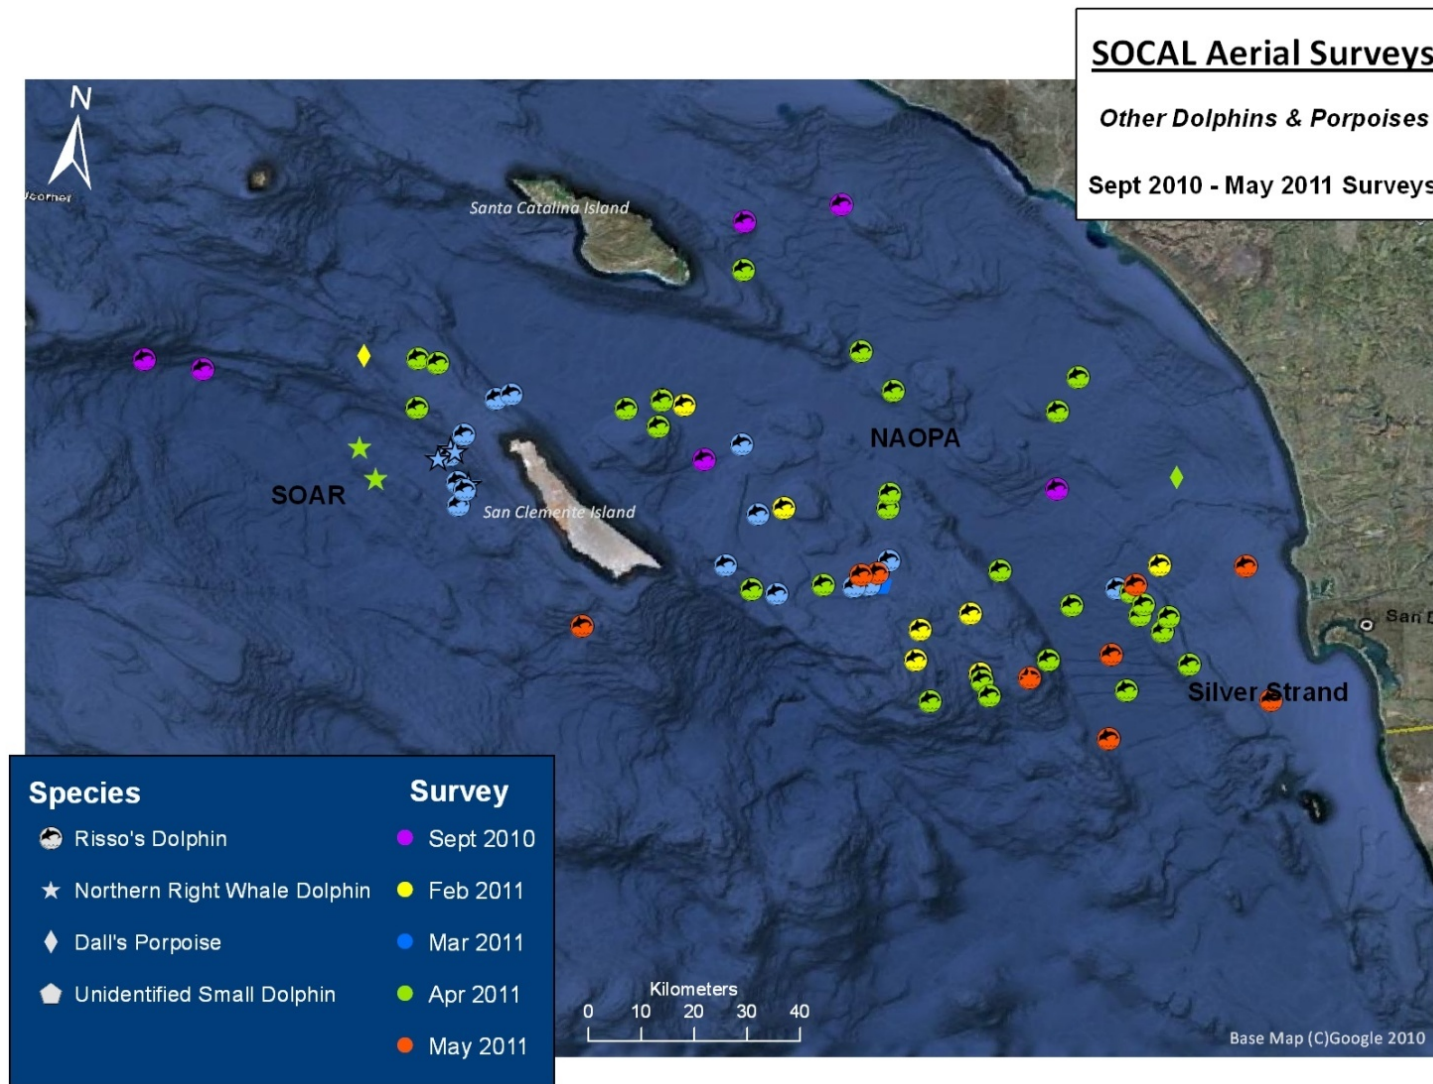 SOCAL Aerial Surveys
Other Dolphins & Porpoises
Sept 2010 - May 2011 Surveys
N
Santa Catalina Island
NAOPA
SOAR
San Clemente Island
San
Silver Strand
Species
Risso's Dolphin
Northern Right Whale Dolphin
Dall's Porpoise
Unidentified Small Dolphin
Survey
Sept 2010
Feb 2011
Mar 2011
Apr 2011
May 2011
Kilometers
0 10 20 30 40
Base Map (C)Google 2010